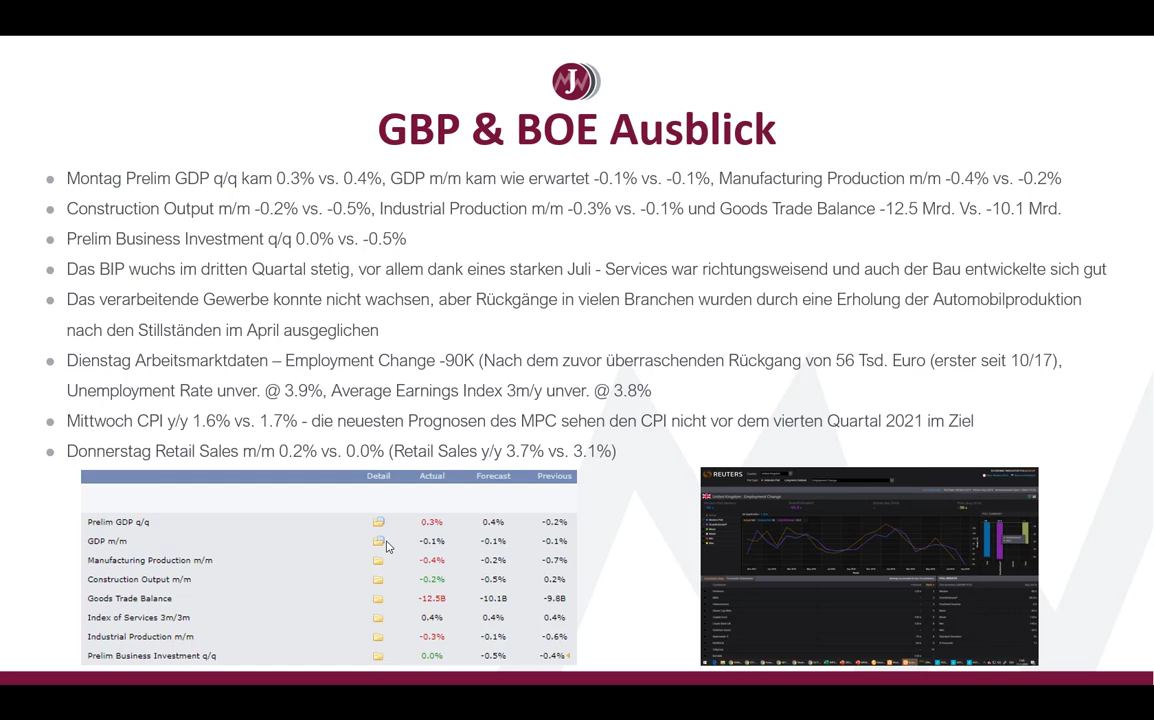 J
GBP & BOE Ausblick
Montag Prelim GDP q/q kam 0.3% vs. 0.4%, GDP m/m kam wie erwartet -0.1% vs. -0.1%, Manufacturing Production m/m -0.4% vs. -0.2%
Construction Output m/m -0.2% vs. -0.5%, Industrial Production m/m -0.3% vs. -0.1% und Goods Trade Balance -12.5 Mrd. Vs. -10.1 Mrd.
Prelim Business Investment q/q 0.0% vs. -0.5%
Das BIP wuchs im dritten Quartal stetig, vor allem dank eines starken Juli - Services war richtungsweisend und auch der Bau entwickelte sich gut
Das verarbeitende Gewerbe konnte nicht wachsen, aber Rückgänge in vielen Branchen wurden durch eine Erholung der Automobilproduktion
nach den Stillständen im April ausgeglichen
Dienstag Arbeitsmarktdaten – Employment Change -90K (Nach dem zuvor überraschenden Rückgang von 56 Tsd. Euro (erster seit 10/17),
Unemployment Rate unver. @ 3.9%, Average Earnings Index 3m/y unver. @ 3.8%
Mittwoch CPI y/y 1.6% vs. 1.7% - die neuesten Prognosen des MPC sehen den CPI nicht vor dem vierten Quartal 2021 im Ziel
Donnerstag Retail Sales m/m 0.2% vs. 0.0% (Retail Sales y/y 3.7% vs. 3.1%)
Detail Actual Forecast Previous
Prelim GDP q/q 0.3% 0.4% -0.2%
GDP m/m -0.1% -0.1% -0.1%
Manufacturing Production m/m -0.4% -0.2% -0.7%
Construction Output m/m -0.2% -0.5% 0.2%
Goods Trade Balance -12.5B -10.1B -9.8B
Index of Services 3m/3m 0.4% 0.4% 0.4%
Industrial Production m/m -0.3% -0.1% -0.6%
Prelim Business Investment q/q 0.0% -0.5% -0.4%
REUTERS
United Kingdom - Employment Change